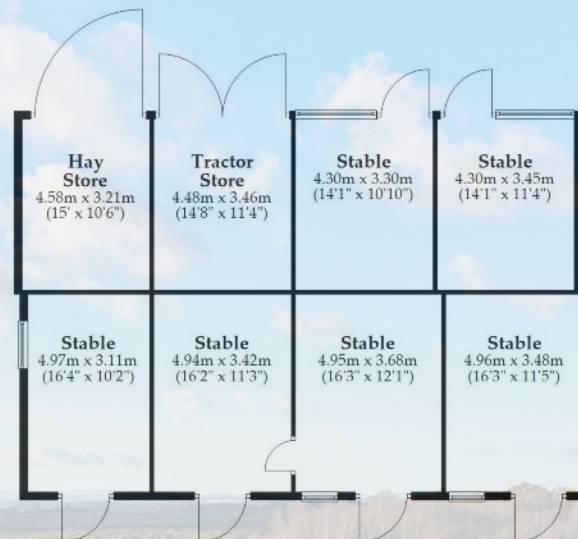 Hay
Store
4.58m x 3.21m
(15' x 10'6")
Tractor
Store
4.48m x 3.46m
(14'8" x 11'4")
Stable
4.30m x 3.30m
(14'1" x 10'10")
Stable
4.30m x 3.45m
(14'1" x 11'4")
Stable
4.97m x 3.11m
(16'4" x 10'2")
Stable
4.94m x 3.42m
(16'2" x 11'3")
Stable
4.95m x 3.68m
(16'3" x 12'1")
Stable
4.96m x 3.48m
(16'3" x 11'5")